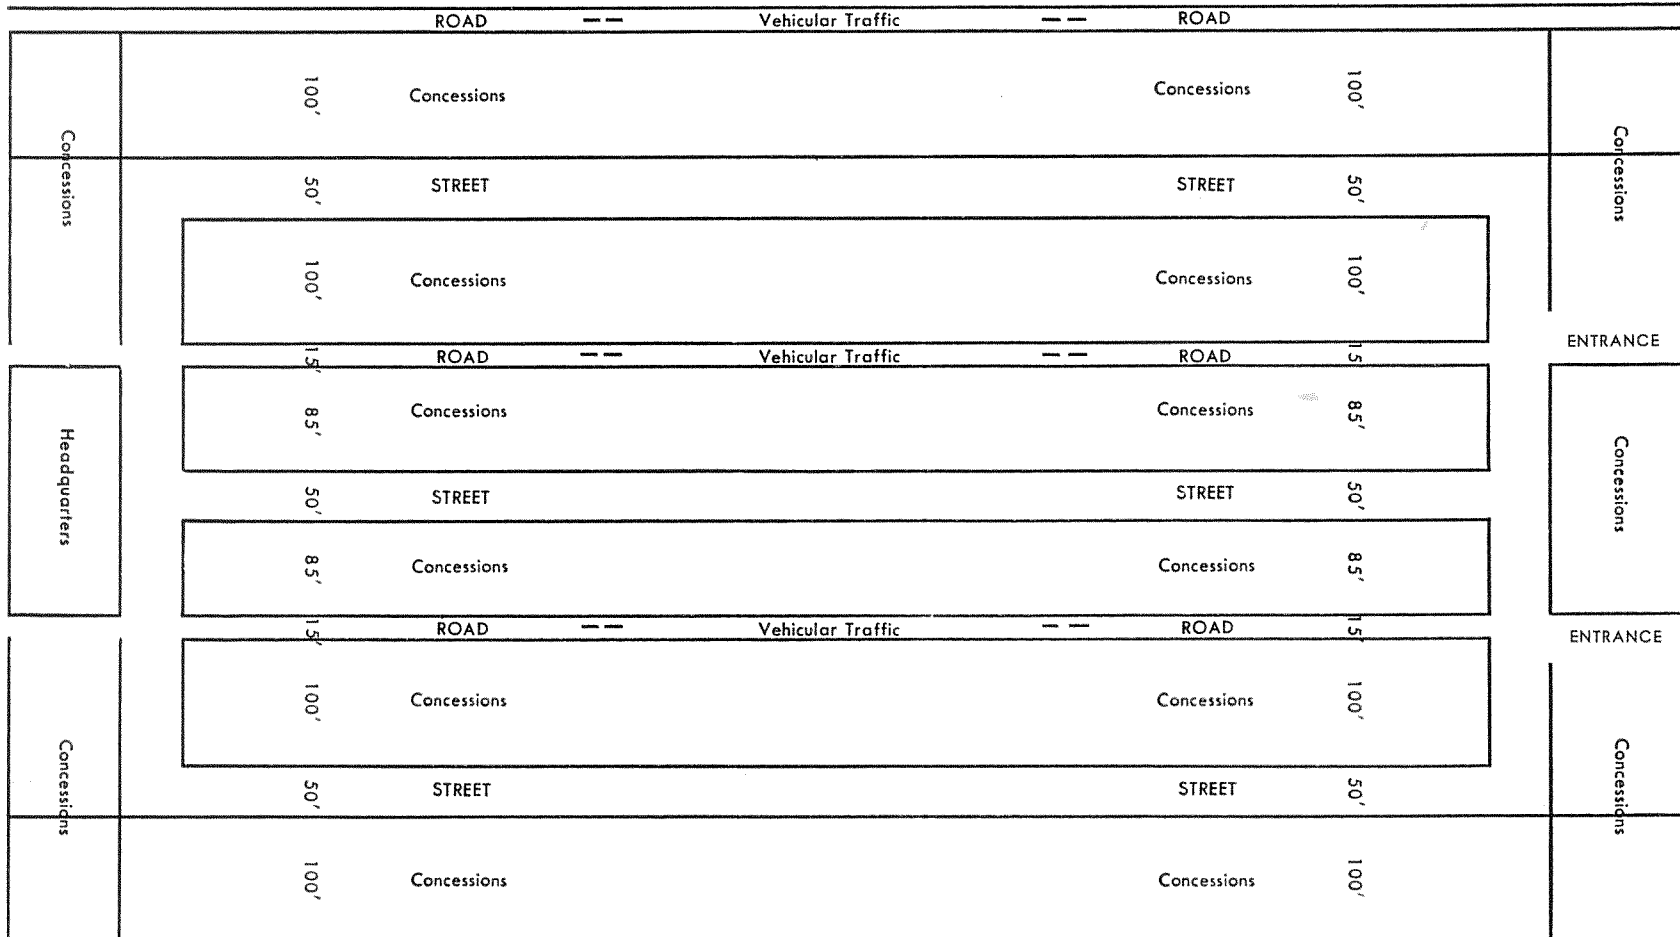 ROAD — — Vehicular Traffic — — ROAD
100' Concessions Concessions 100'
Concessions Concessions
50' STREET STREET 50'
100' Concessions Concessions 100'
ENTRANCE
15' ROAD — — Vehicular Traffic — — ROAD 15'
85' Concessions Concessions 85'
Headquarters Concessions
50' STREET STREET 50'
85' Concessions Concessions 85'
15' ROAD — — Vehicular Traffic — — ROAD 15'
ENTRANCE
100' Concessions Concessions 100'
Concessions Concessions
50' STREET STREET 50'
100' Concessions Concessions 100'